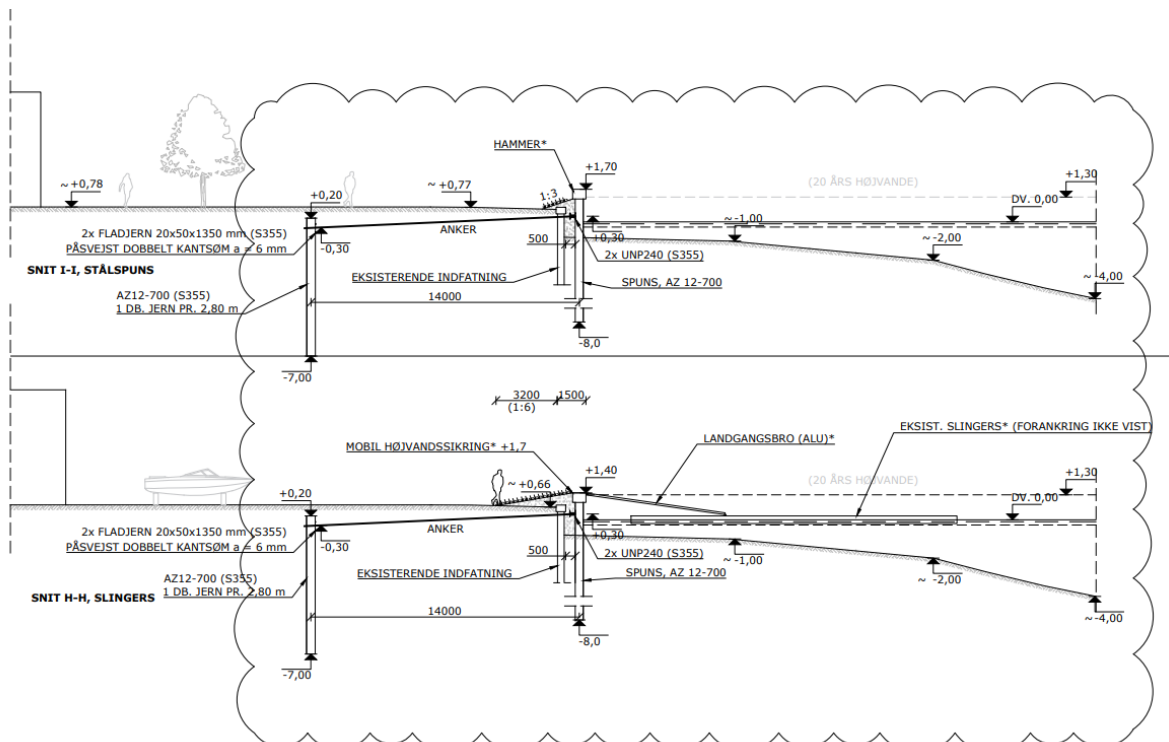 HAMMER*
+1,70
(20 ÅRS HØJVANDE)
+1,30
~ +0,78
~ +0,77
1:3
DV. 0,00
+0,20
~-1,00
2x FLADJERN 20x50x1350 mm (S355)
PÅSVEJST DOBBELT KANTSØM a = 6 mm
-0,30
ANKER
500
+0,30
~-2,00
2x UNP240 (S355)
SNIT I-I, STÅLSPUNS
EKSISTERENDE INDFATNING
SPUNS, AZ 12-700
~-4,00
AZ12-700 (S355)
1 DB. JERN PR. 2,80 m
14000
-8,0
-7,00
3200
(1:6)
1500
EKSIST. SLINGERS* (FORANKRING IKKE VIST)
LANDGANGSBRO (ALU)*
MOBIL HØJVANDSSIKRING* +1,7
+1,40
(20 ÅRS HØJVANDE)
+1,30
~ +0,66
+0,20
DV. 0,00
2x FLADJERN 20x50x1350 mm (S355)
PÅSVEJST DOBBELT KANTSØM a = 6 mm
-0,30
ANKER
+0,30
500
2x UNP240 (S355)
~ -1,00
EKSISTERENDE INDFATNING
SPUNS, AZ 12-700
~ -2,00
AZ12-700 (S355)
1 DB. JERN PR. 2,80 m
SNIT H-H, SLINGERS
14000
~-4,00
-8,0
-7,00